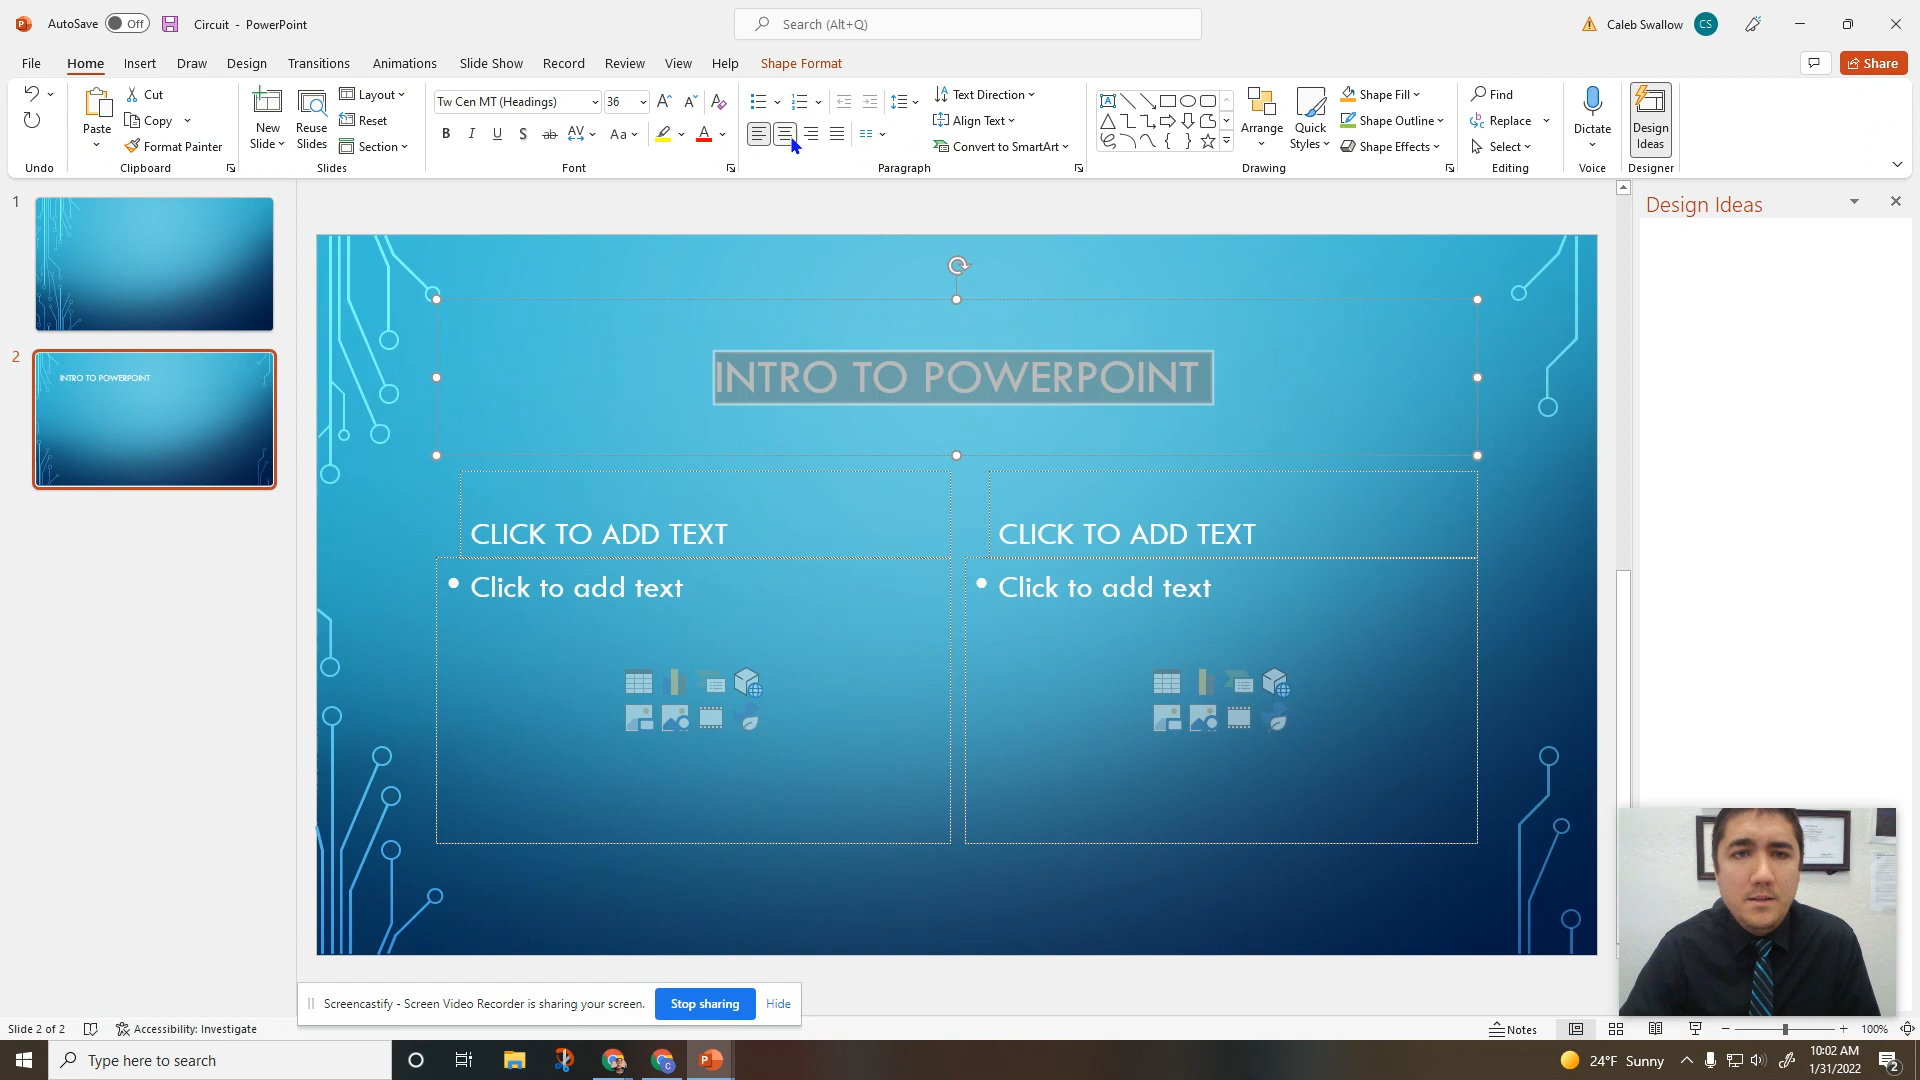 AutoSave Off Circuit - PowerPoint Search (Alt+Q) Caleb Swallow CS
File Home Insert Draw Design Transitions Animations Slide Show Record Review View Help Shape Format Share
Paste Cut Copy Format Painter
New Slide Reuse Slides Layout Reset Section
Tw Cen MT (Headings) 36
B I U S ab AV Aa A
Text Direction Align Text Convert to SmartArt
Arrange Quick Styles Shape Fill Shape Outline Shape Effects
Find Replace Select
Dictate
Design Ideas
Undo Clipboard Slides Font Paragraph Drawing Editing Voice Designer
1
2
INTRO TO POWERPOINT
Design Ideas
INTRO TO POWERPOINT
CLICK TO ADD TEXT CLICK TO ADD TEXT
• Click to add text • Click to add text
Screencastify - Screen Video Recorder is sharing your screen. Stop sharing Hide
Slide 2 of 2 Accessibility: Investigate Notes 100%
Type here to search 24°F Sunny 10:02 AM
1/31/2022 2